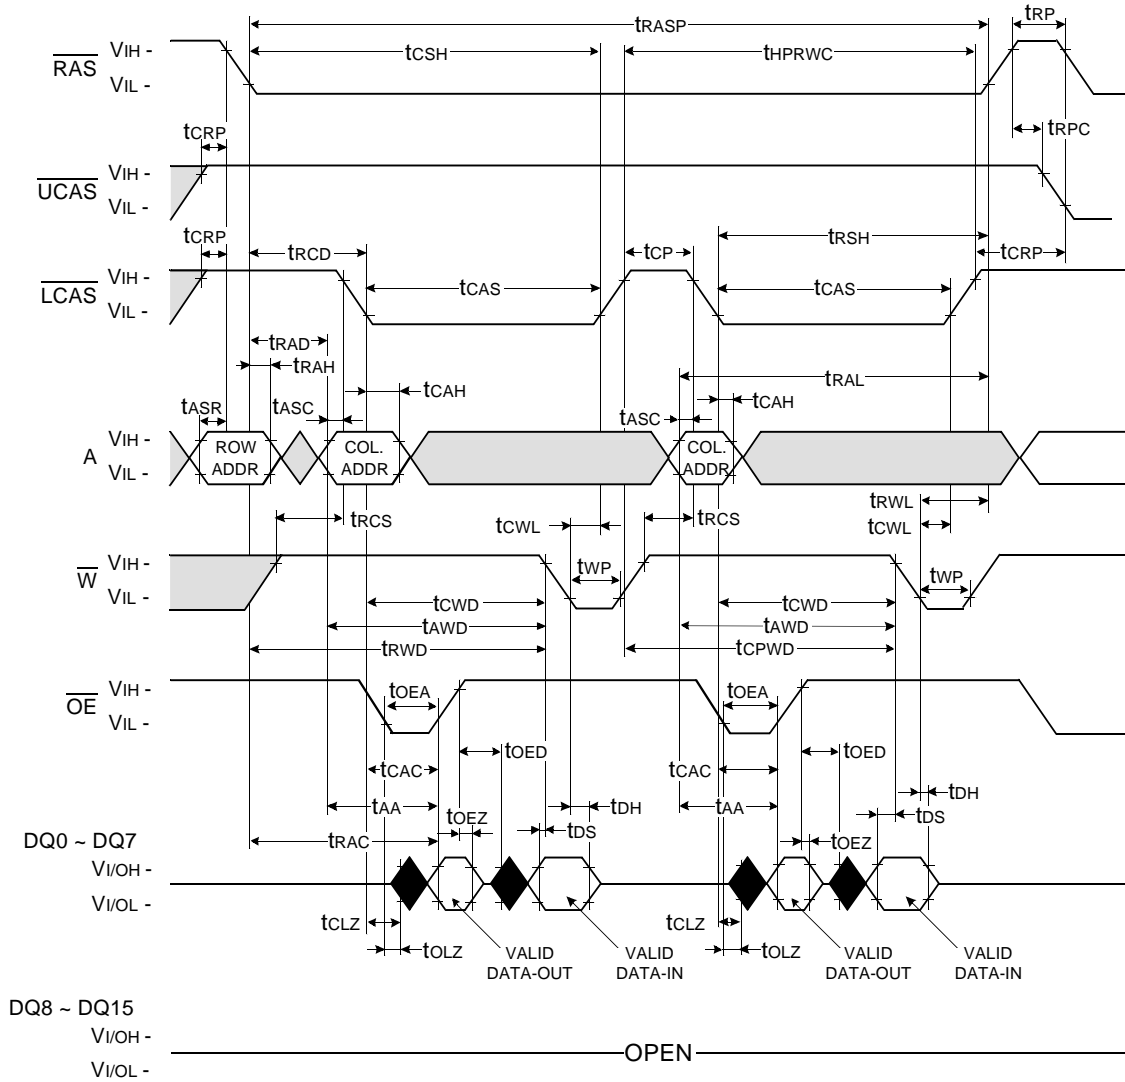 tRASP
tRP
RAS
VIH -
VIL -
tCSH
tHPRWC
tCRP
tRPC
UCAS
VIH -
VIL -
tCRP
tRCD
tRSH
tCP
tCRP
LCAS
VIH -
VIL -
tCAS
tCAS
tRAD
tRAH
tCAH
tRAL
tASR
tASC
tASC
tCAH
A
VIH -
VIL -
ROW
ADDR
COL.
ADDR
COL.
ADDR
tRCS
tCWL
tRCS
tRWL
tCWL
W
VIH -
VIL -
tWP
tWP
tCWD
tCWD
tAWD
tAWD
tRWD
tCPWD
OE
VIH -
VIL -
tOEA
tOEA
tOED
tOED
tCAC
tCAC
tAA
tOEZ
tDH
tAA
tDH
tRAC
tDS
tOEZ
tDS
DQ0 ~ DQ7
VI/OH -
VI/OL -
tCLZ
tOLZ
tCLZ
tOLZ
VALID
DATA-OUT
VALID
DATA-IN
VALID
DATA-OUT
VALID
DATA-IN
DQ8 ~ DQ15
VI/OH -
VI/OL -
OPEN